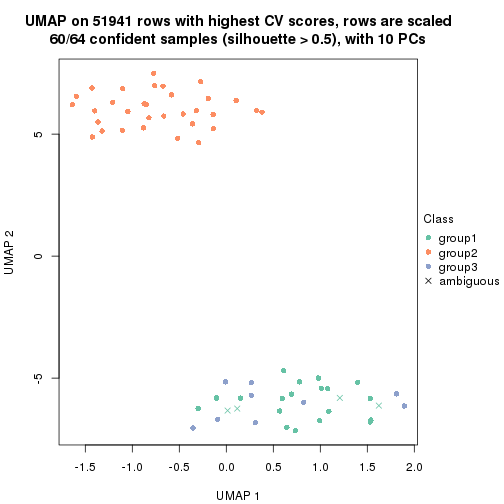 UMAP on 51941 rows with highest CV scores, rows are scaled
60/64 confident samples (silhouette > 0.5), with 10 PCs
Class
group1
group2
group3
ambiguous
UMAP 2
5
0
-5
-1.5 -1.0 -0.5 0.0 0.5 1.0 1.5 2.0
UMAP 1